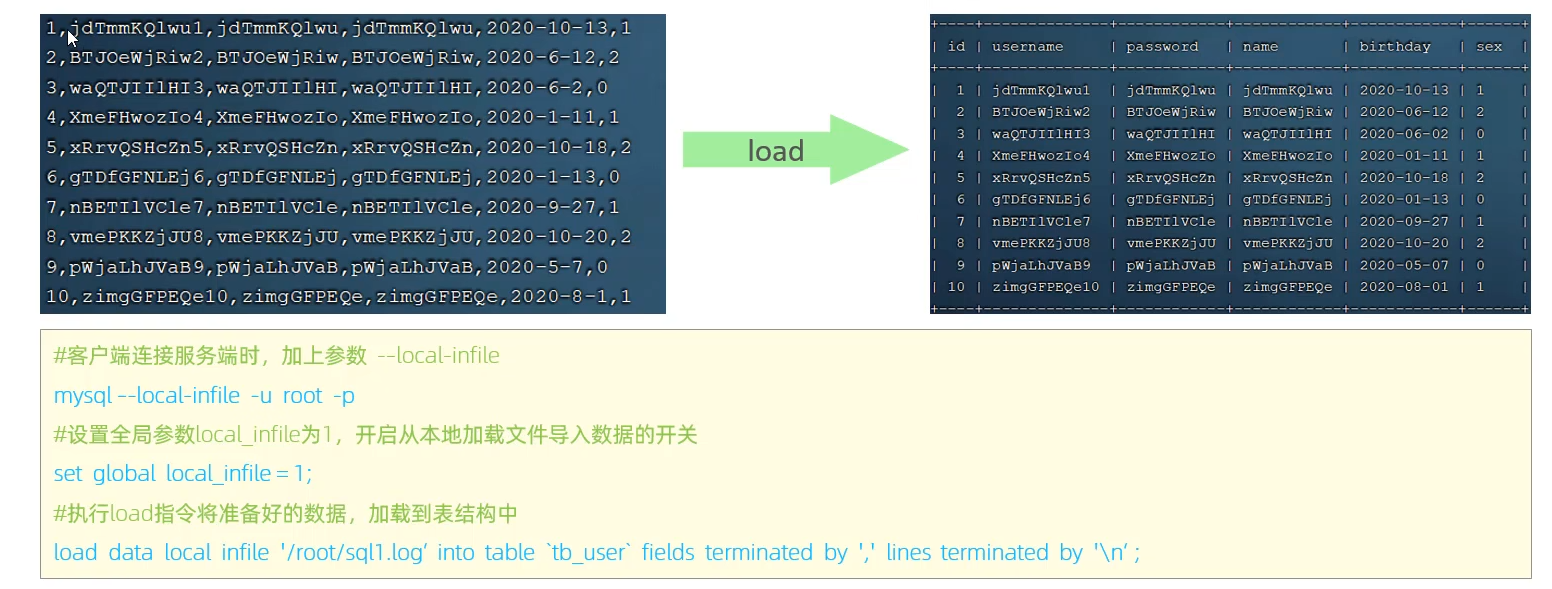 1,jdTmmKQlwu1,jdTmmKQlwu,jdTmmKQlwu,2020-10-13,1
2,BTJOeWjRiw2,BTJOeWjRiw,BTJOeWjRiw,2020-6-12,2
3,waQTJIIlHI3,waQTJIIlHI,waQTJIIlHI,2020-6-2,0
4,XmeFHwozIo4,XmeFHwozIo,XmeFHwozIo,2020-1-11,1
5,xRrvQSHcZn5,xRrvQSHcZn,xRrvQSHcZn,2020-10-18,2
6,gTDfGFNLEj6,gTDfGFNLEj,gTDfGFNLEj,2020-1-13,0
7,nBETIlVCle7,nBETIlVCle,nBETIlVCle,2020-9-27,1
8,vmePKKZjJU8,vmePKKZjJU,vmePKKZjJU,2020-10-20,2
9,pWjaLhJVaB9,pWjaLhJVaB,pWjaLhJVaB,2020-5-7,0
10,zimgGFPEQe10,zimgGFPEQe,zimgGFPEQe,2020-8-1,1
load
| id | username | password | name | birthday | sex |
| 1 | jdTmmKQlwu1 | jdTmmKQlwu | jdTmmKQlwu | 2020-10-13 | 1 |
| 2 | BTJOeWjRiw2 | BTJOeWjRiw | BTJOeWjRiw | 2020-06-12 | 2 |
| 3 | waQTJIIlHI3 | waQTJIIlHI | waQTJIIlHI | 2020-06-02 | 0 |
| 4 | XmeFHwozIo4 | XmeFHwozIo | XmeFHwozIo | 2020-01-11 | 1 |
| 5 | xRrvQSHcZn5 | xRrvQSHcZn | xRrvQSHcZn | 2020-10-18 | 2 |
| 6 | gTDfGFNLEj6 | gTDfGFNLEj | gTDfGFNLEj | 2020-01-13 | 0 |
| 7 | nBETIlVCle7 | nBETIlVCle | nBETIlVCle | 2020-09-27 | 1 |
| 8 | vmePKKZjJU8 | vmePKKZjJU | vmePKKZjJU | 2020-10-20 | 2 |
| 9 | pWjaLhJVaB9 | pWjaLhJVaB | pWjaLhJVaB | 2020-05-07 | 0 |
| 10 | zimgGFPEQe10 | zimgGFPEQe | zimgGFPEQe | 2020-08-01 | 1 |
#客户端连接服务端时，加上参数 --local-infile
mysql --local-infile -u root -p
#设置全局参数local_infile为1，开启从本地加载文件导入数据的开关
set global local_infile = 1;
#执行load指令将准备好的数据，加载到表结构中
load data local infile '/root/sql1.log' into table `tb_user` fields terminated by ',' lines terminated by '\n' ;